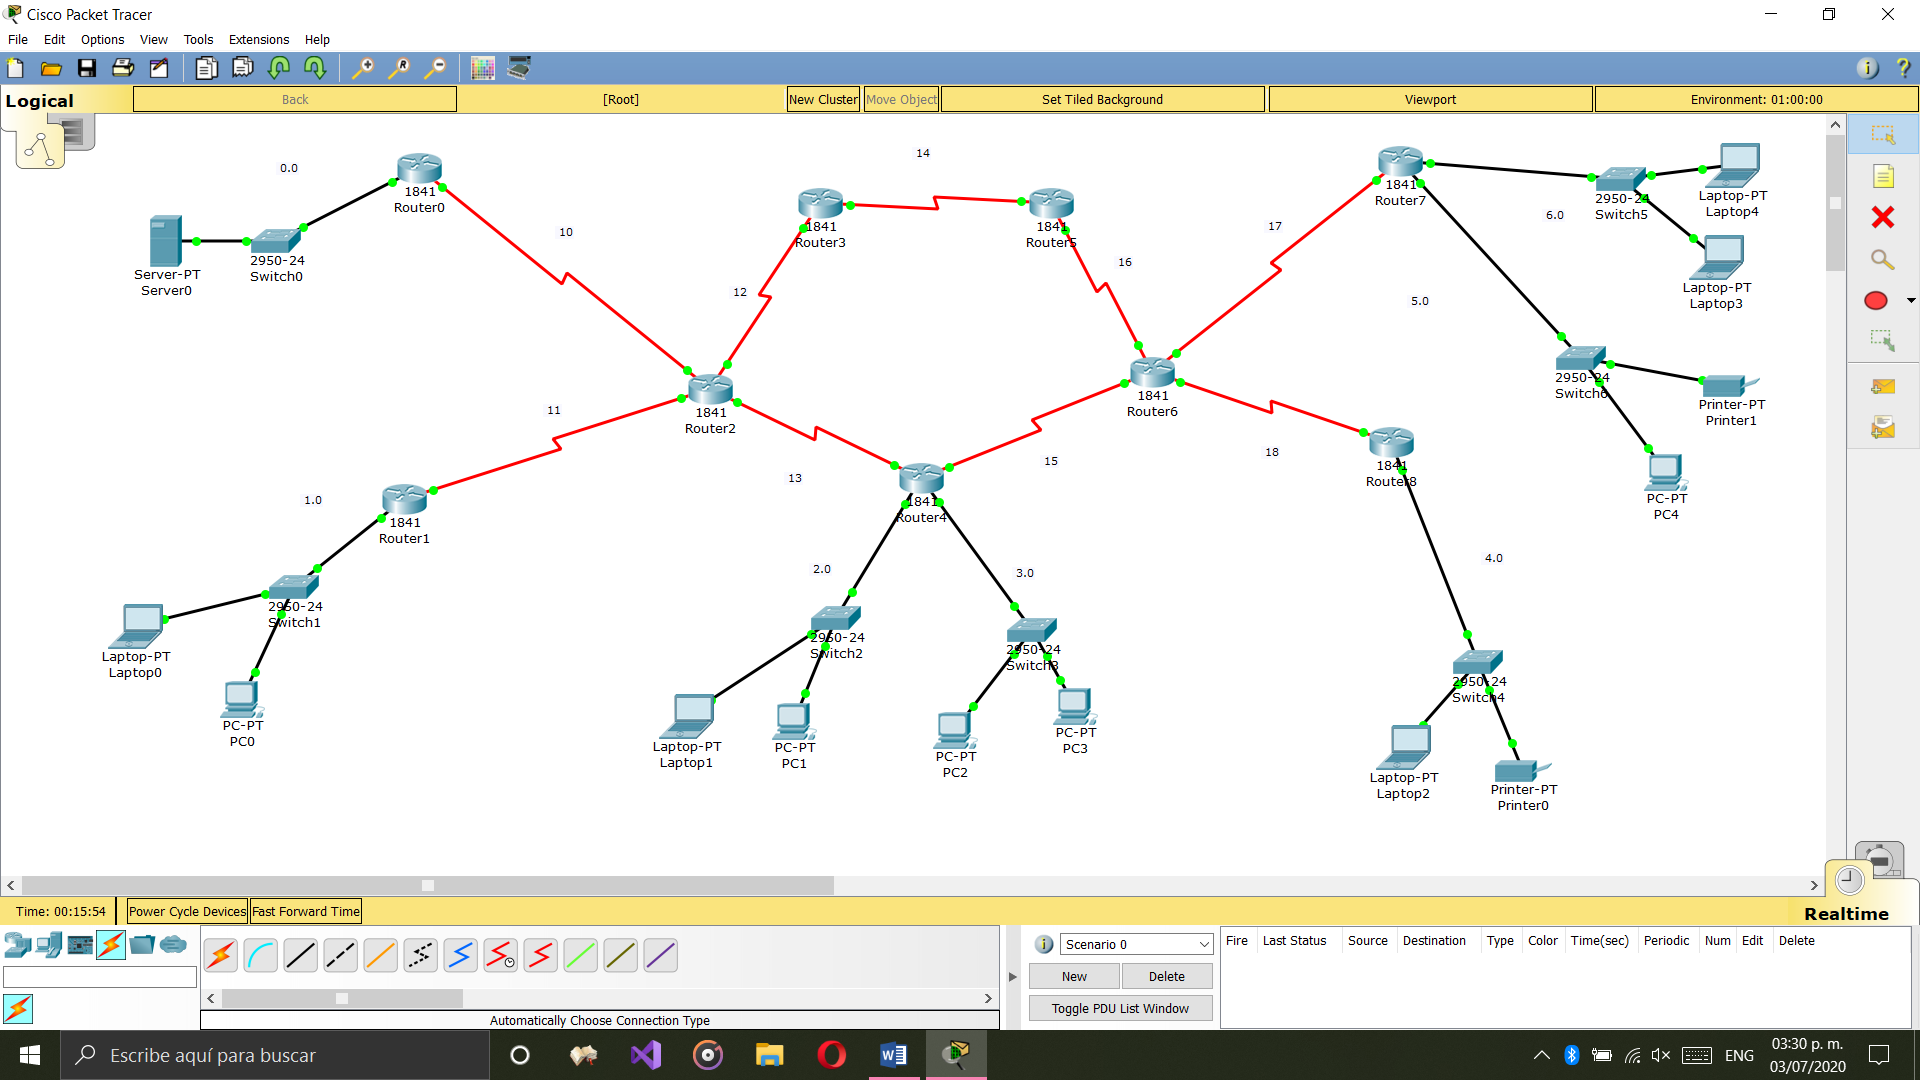 Cisco Packet Tracer
File Edit Options View Tools Extensions Help
Logical Back [Root] New Cluster Move Object Set Tiled Background Viewport Environment: 01:00:00
0.0
1841
Router0
Server-PT
Server0
2950-24
Switch0
10
14
1841
Router3
1841
Router5
12
16
17
1841
Router7
2950-24
Switch5
6.0
Laptop-PT
Laptop4
Laptop-PT
Laptop3
5.0
2950-24
Switch6
Printer-PT
Printer1
PC-PT
PC4
11
1841
Router2
1841
Router6
13
15
18
1841
Router8
1.0
1841
Router1
1841
Router4
2950-24
Switch1
Laptop-PT
Laptop0
PC-PT
PC0
2.0
3.0
4.0
2950-24
Switch2
2950-24
Switch3
2950-24
Switch4
Laptop-PT
Laptop1
PC-PT
PC1
PC-PT
PC2
PC-PT
PC3
Laptop-PT
Laptop2
Printer-PT
Printer0
Time: 00:15:54 Power Cycle Devices Fast Forward Time
Realtime
Scenario 0
New Delete
Toggle PDU List Window
Fire Last Status Source Destination Type Color Time(sec) Periodic Num Edit Delete
Automatically Choose Connection Type
Escribe aquí para buscar
ENG
03:30 p. m.
03/07/2020